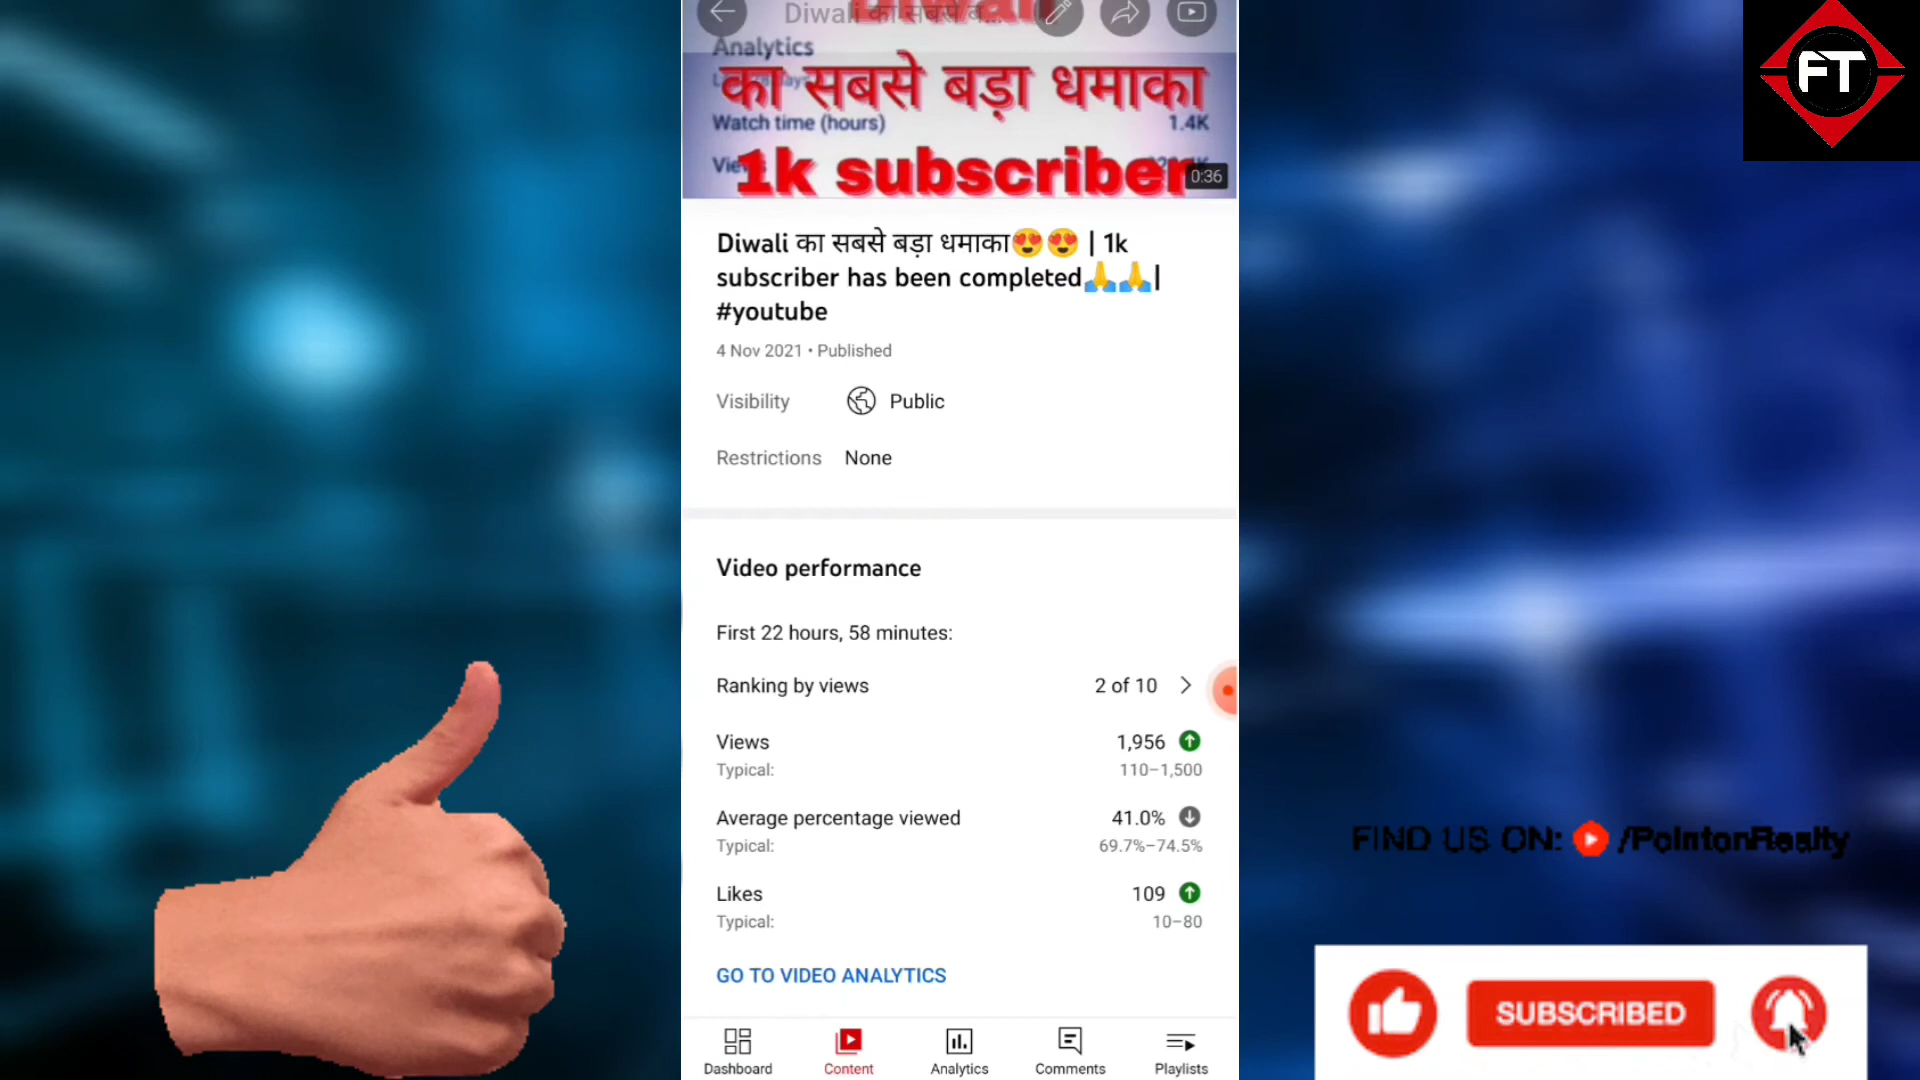 Diwali का सबसे ब...
Analytics
का सबसे बड़ा धमाका
Watch time (hours) 1.4K
Views
1k subscriber
0:36
Diwali का सबसे बड़ा धमाका😍😍 | 1k
subscriber has been completed🙏🙏|
#youtube
4 Nov 2021 • Published
Visibility Public
Restrictions None
Video performance
First 22 hours, 58 minutes:
Ranking by views 2 of 10
Views 1,956
Typical: 110–1,500
Average percentage viewed 41.0%
Typical: 69.7%–74.5%
Likes 109
Typical: 10–80
GO TO VIDEO ANALYTICS
Dashboard Content Analytics Comments Playlists
FT
FIND US ON: /PointonRealty
SUBSCRIBED